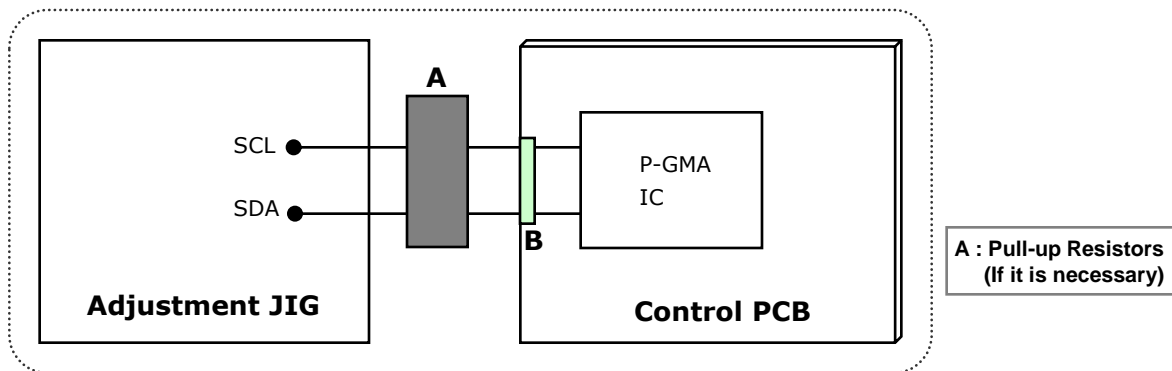 A
SCL
SDA
P-GMA
IC
B
Adjustment JIG
Control PCB
A : Pull-up Resistors
(If it is necessary)